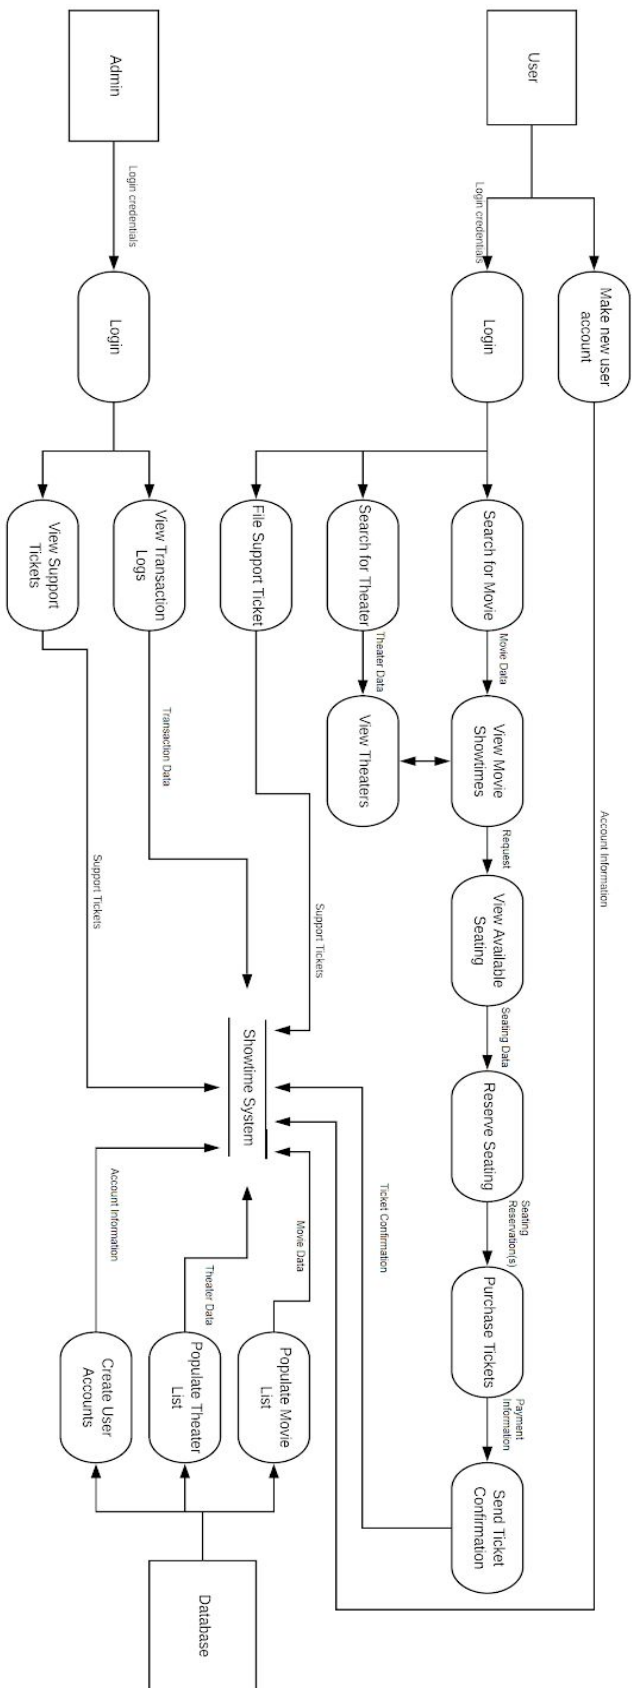 User
Make new user
account
Login credentials
Login
Account Information
Search for Movie
Movie Data
View Movie
Showtimes
Request
View Available
Seating
Seating Data
Reserve Seating
Seating
Reservation(s)
Purchase Tickets
Payment
Information
Send Ticket
Confirmation
Search for Theater
Theater Data
View Theaters
Ticket Confirmation
File Support Ticket
Support Tickets
Showtime System
Movie Data
Populate Movie
List
Admin
Login credentials
Login
View Transaction
Logs
Transaction Data
Theater Data
Populate Theater
List
Database
View Support
Tickets
Support Tickets
Account Information
Create User
Accounts